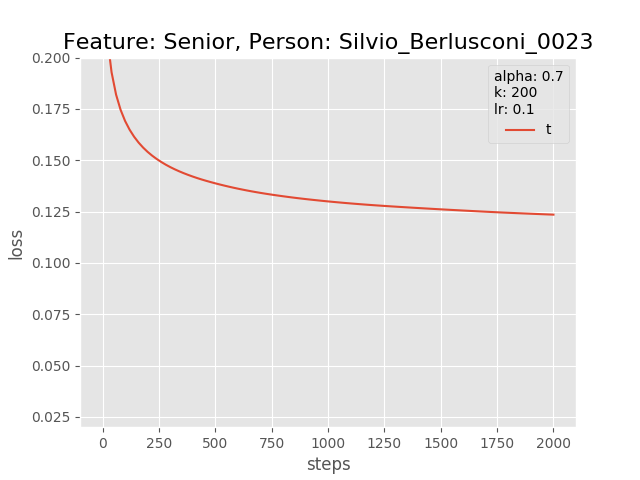 Feature: Senior, Person: Silvio_Berlusconi_0023
alpha: 0.7
k: 200
lr: 0.1
t
0.200
0.175
0.150
0.125
0.100
0.075
0.050
0.025
loss
0 250 500 750 1000 1250 1500 1750 2000
steps